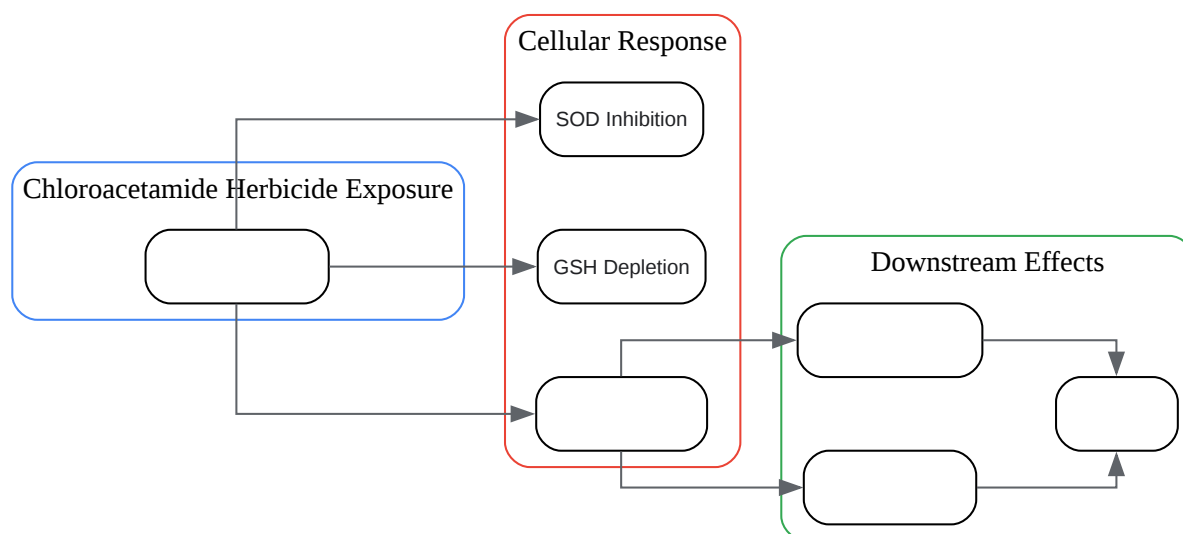 Cellular Response
SOD Inhibition
Chloroacetamide Herbicide Exposure
GSH Depletion
Downstream Effects